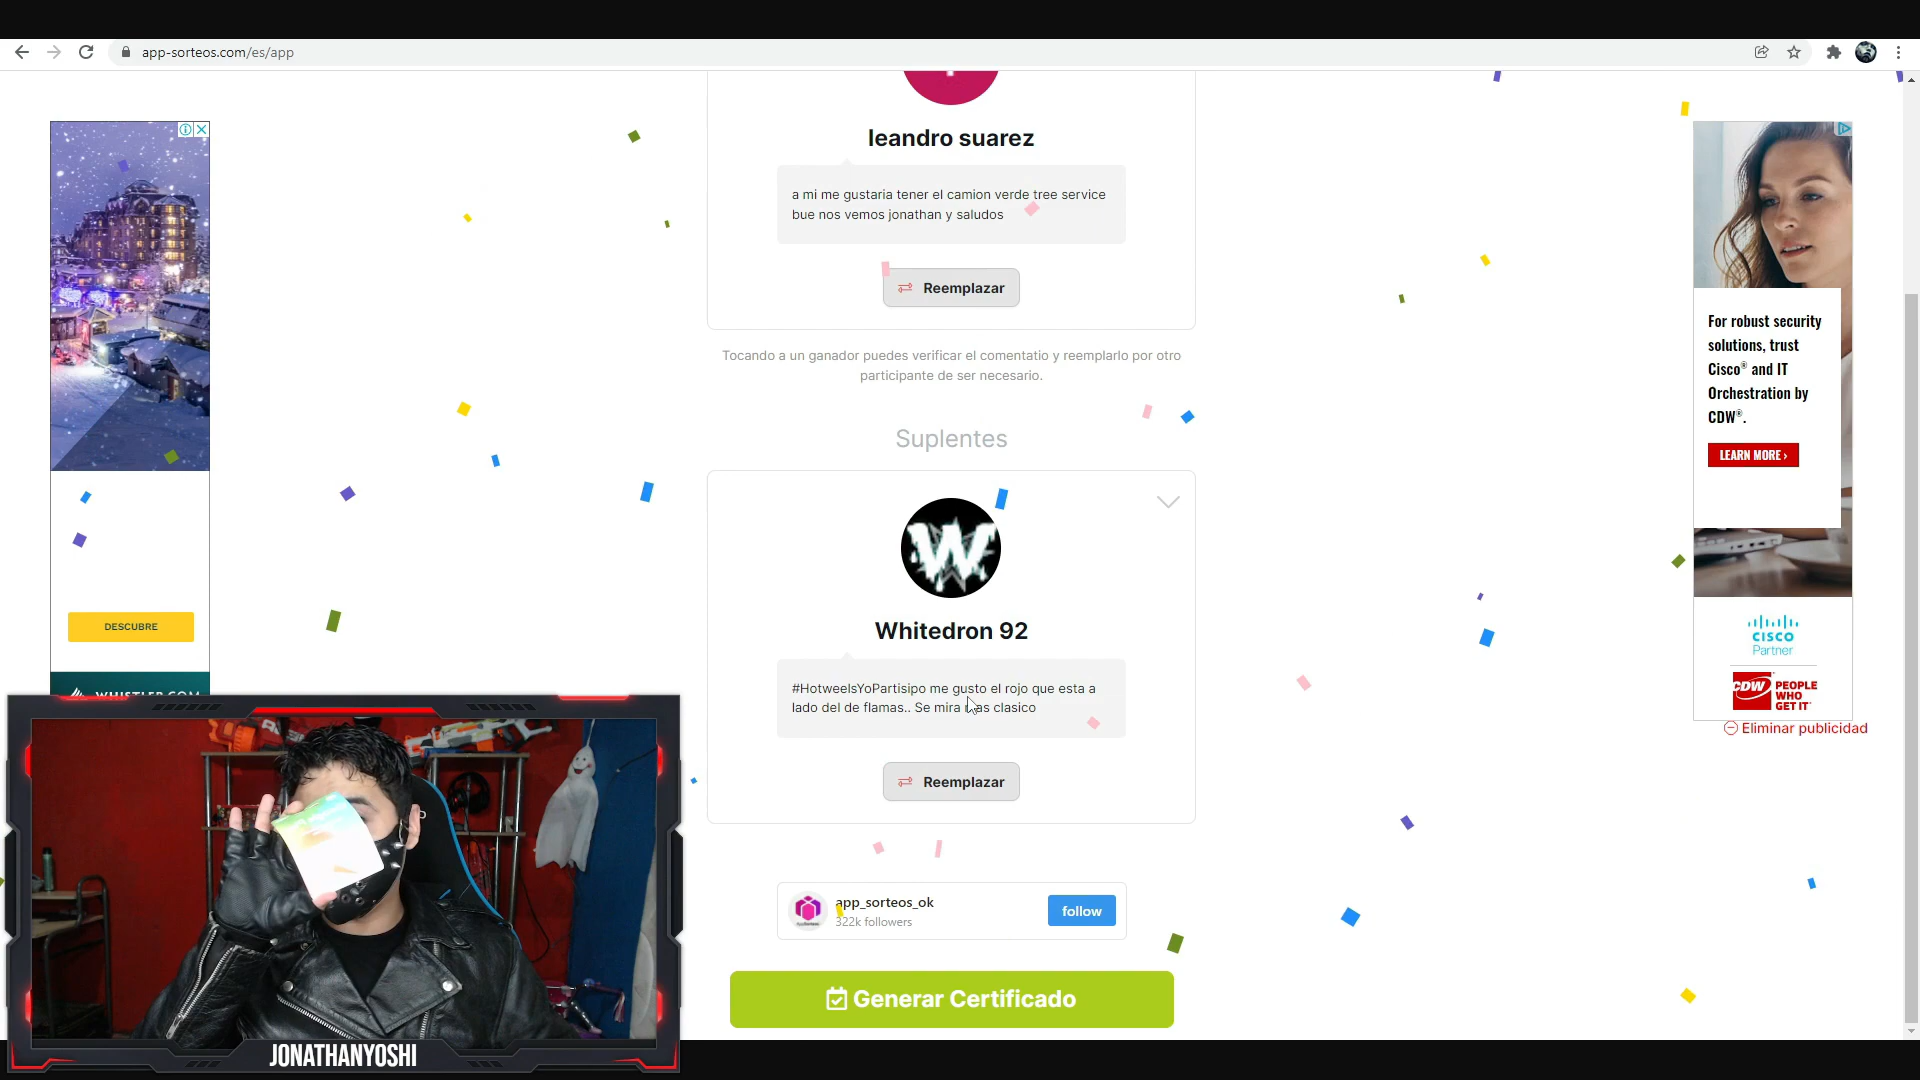 app-sorteos.com/es/app
leandro suarez
a mi me gustaria tener el camion verde tree service
bue nos vemos jonathan y saludos
Reemplazar
Tocando a un ganador puedes verificar el comentatio y reemplarlo por otro
participante de ser necesario.
Suplentes
W
Whitedron 92
#HotweelsYoPartisipo me gusto el rojo que esta a
lado del de flamas.. Se mira mas clasico
Reemplazar
app_sorteos_ok
322k followers
follow
Generar Certificado
DESCUBRE
WHISTLER.COM
For robust security
solutions, trust
Cisco® and IT
Orchestration by
CDW®.
LEARN MORE ›
CISCO
Partner
CDW PEOPLE
WHO
GET IT
Eliminar publicidad
JONATHANYOSHI